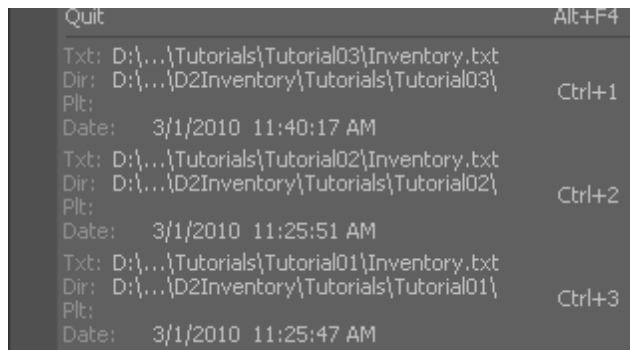 Quit Alt+F4
Txt: D:\...\Tutorials\Tutorial03\Inventory.txt
Dir: D:\...\D2Inventory\Tutorials\Tutorial03\
Ctrl+1
Plt:
Date: 3/1/2010 11:40:17 AM
Txt: D:\...\Tutorials\Tutorial02\Inventory.txt
Dir: D:\...\D2Inventory\Tutorials\Tutorial02\
Ctrl+2
Plt:
Date: 3/1/2010 11:25:51 AM
Txt: D:\...\Tutorials\Tutorial01\Inventory.txt
Dir: D:\...\D2Inventory\Tutorials\Tutorial01\
Ctrl+3
Plt:
Date: 3/1/2010 11:25:47 AM